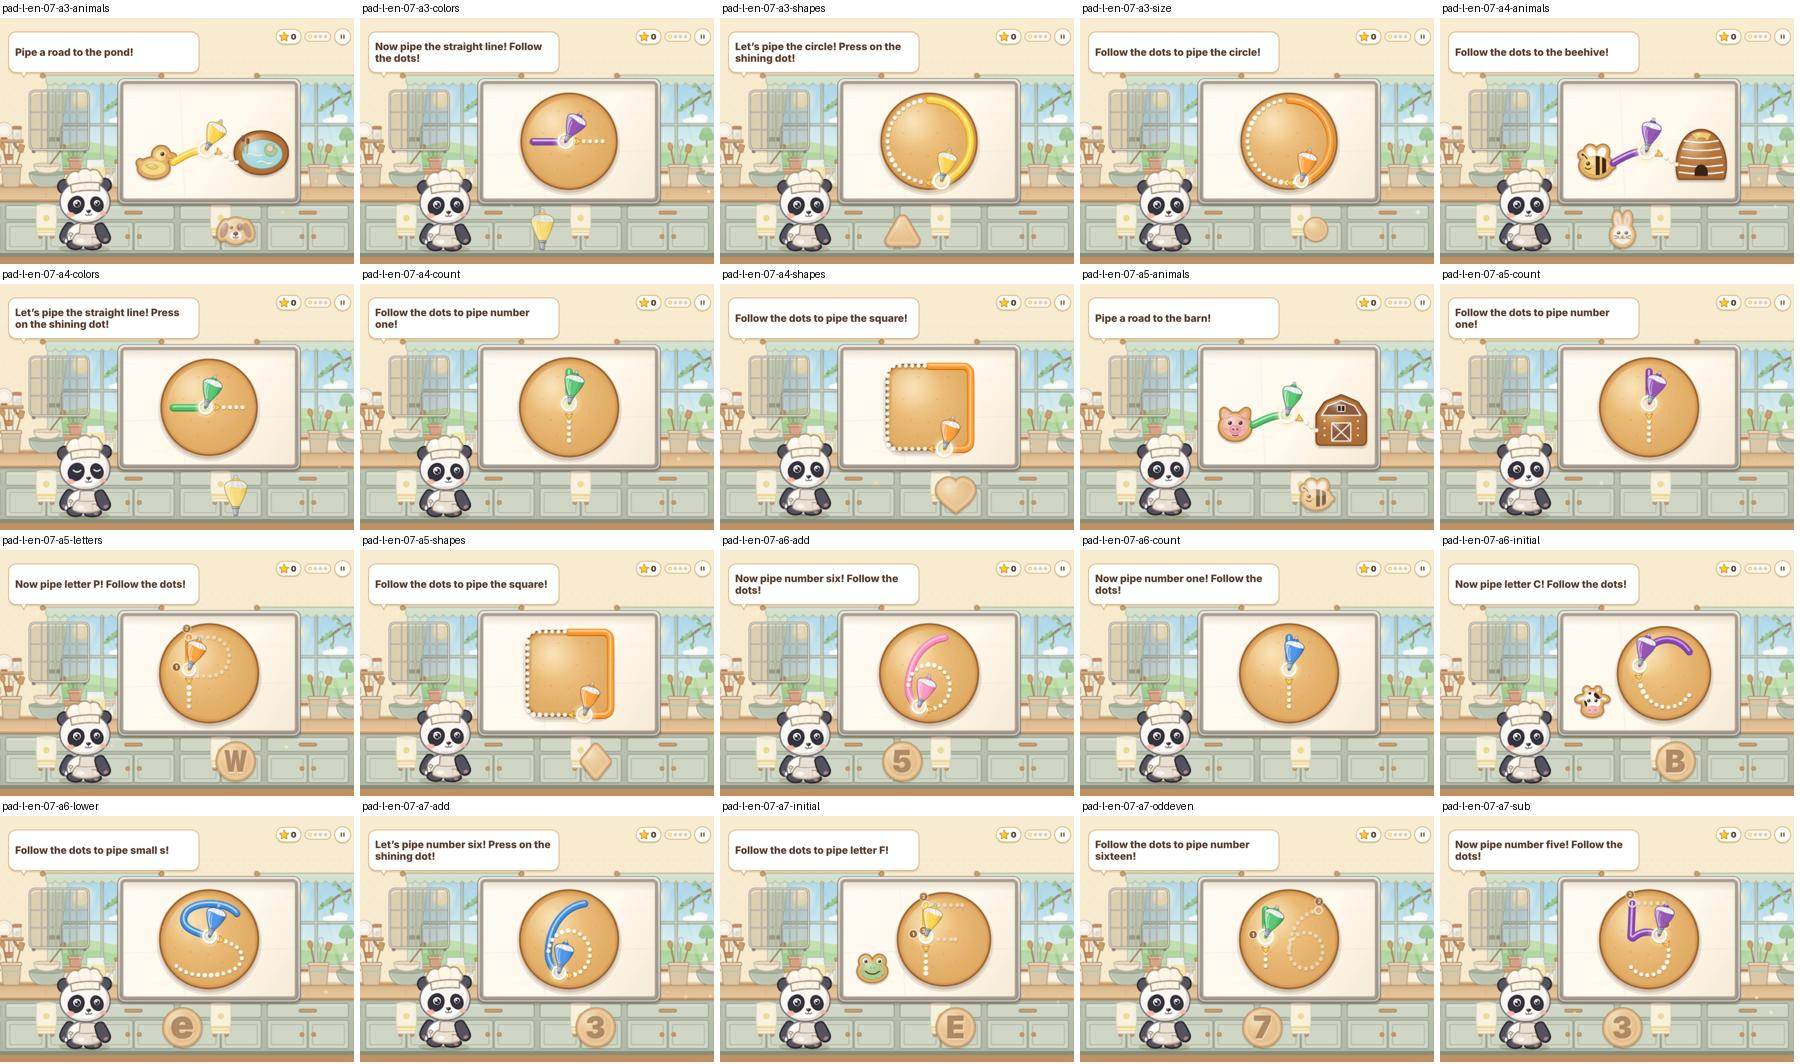 pad-l-en-07-a3-animals
Pipe a road to the pond!
0
pad-l-en-07-a3-colors
Now pipe the straight line! Follow
the dots!
0
pad-l-en-07-a3-shapes
Let's pipe the circle! Press on the
shining dot!
0
pad-l-en-07-a3-size
Follow the dots to pipe the circle!
0
pad-l-en-07-a4-animals
Follow the dots to the beehive!
0
pad-l-en-07-a4-colors
Let's pipe the straight line! Press
on the shining dot!
0
pad-l-en-07-a4-count
Follow the dots to pipe number
one!
0
pad-l-en-07-a4-shapes
Follow the dots to pipe the square!
0
pad-l-en-07-a5-animals
Pipe a road to the barn!
0
pad-l-en-07-a5-count
Follow the dots to pipe number
one!
0
pad-l-en-07-a5-letters
Now pipe letter P! Follow the dots!
0
2
1
W
pad-l-en-07-a5-shapes
Follow the dots to pipe the square!
0
pad-l-en-07-a6-add
Now pipe number six! Follow the
dots!
0
5
pad-l-en-07-a6-count
Now pipe number one! Follow the
dots!
0
pad-l-en-07-a6-initial
Now pipe letter C! Follow the dots!
0
B
pad-l-en-07-a6-lower
Follow the dots to pipe small s!
0
e
pad-l-en-07-a7-add
Let's pipe number six! Press on the
shining dot!
0
3
pad-l-en-07-a7-initial
Follow the dots to pipe letter F!
0
2
1
E
pad-l-en-07-a7-oddeven
Follow the dots to pipe number
sixteen!
0
2
1
7
pad-l-en-07-a7-sub
Now pipe number five! Follow the
dots!
0
2
1
3